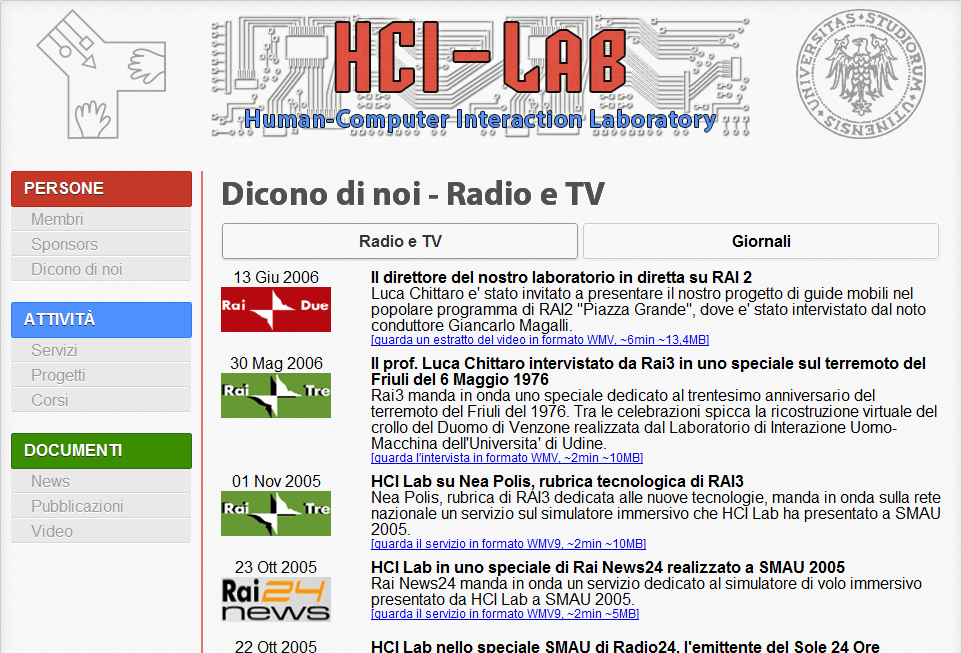 HCI-LAB
Human-Computer Interaction Laboratory
UNIVERSITAS STUDIORUM UTINENSIS
PERSONE
Membri
Sponsors
Dicono di noi
ATTIVITÀ
Servizi
Progetti
Corsi
DOCUMENTI
News
Pubblicazioni
Video
Dicono di noi - Radio e TV
Radio e TV
Giornali
13 Giu 2006
Rai Due
Il direttore del nostro laboratorio in diretta su RAI 2
Luca Chittaro e' stato invitato a presentare il nostro progetto di guide mobili nel
popolare programma di RAI2 "Piazza Grande", dove e' stato intervistato dal noto
conduttore Giancarlo Magalli.
[guarda un estratto del video in formato WMV, ~6min ~13,4MB]
30 Mag 2006
Rai Tre
Il prof. Luca Chittaro intervistato da Rai3 in uno speciale sul terremoto del
Friuli del 6 Maggio 1976
Rai3 manda in onda uno speciale dedicato al trentesimo anniversario del
terremoto del Friuli del 1976. Tra le celebrazioni spicca la ricostruzione virtuale del
crollo del Duomo di Venzone realizzata dal Laboratorio di Interazione Uomo-
Macchina dell'Universita' di Udine.
[guarda l'intervista in formato WMV, ~2min ~10MB]
01 Nov 2005
Rai Tre
HCI Lab su Nea Polis, rubrica tecnologica di RAI3
Nea Polis, rubrica di RAI3 dedicata alle nuove tecnologie, manda in onda sulla rete
nazionale un servizio sul simulatore immersivo che HCI Lab ha presentato a SMAU
2005.
[guarda il servizio in formato WMV9, ~2min ~10MB]
23 Ott 2005
Rai 24
news
HCI Lab in uno speciale di Rai News24 realizzato a SMAU 2005
Rai News24 manda in onda un servizio dedicato al simulatore di volo immersivo
presentato da HCI Lab a SMAU 2005.
[guarda il servizio in formato WMV9, ~2min ~5MB]
22 Ott 2005
HCI Lab nello speciale SMAU di Radio24, l'emittente del Sole 24 Ore